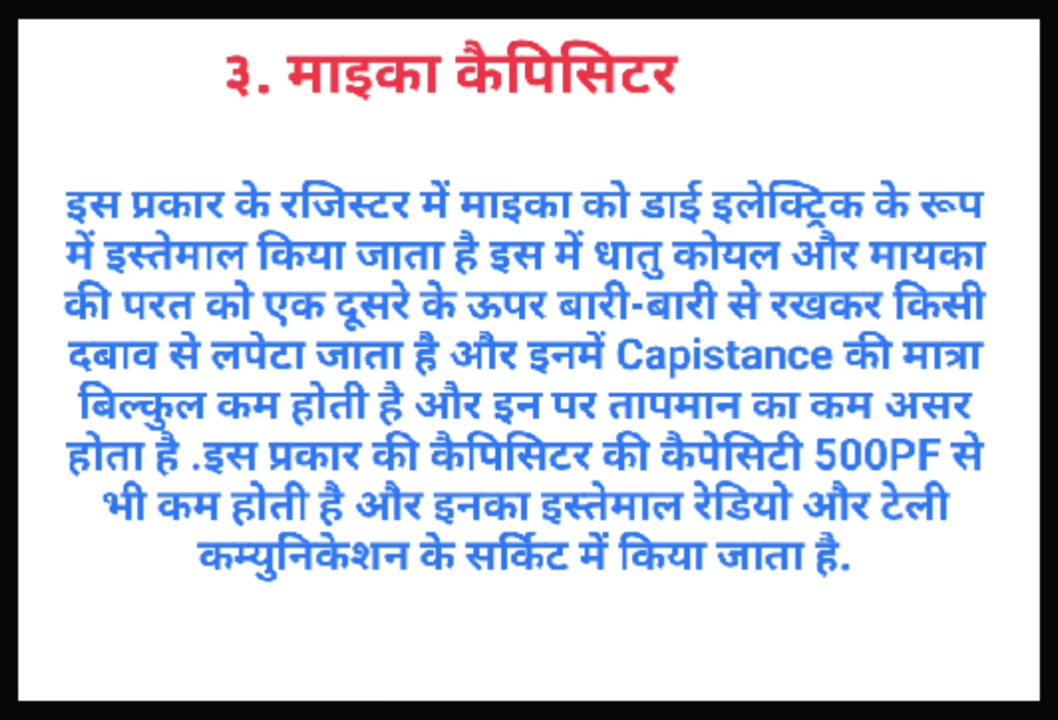 ३. माइका कैपिसिटर
इस प्रकार के रजिस्टर में माइका को डाई इलेक्ट्रिक के रूप
में इस्तेमाल किया जाता है इस में धातु कोयल और मायका
की परत को एक दूसरे के ऊपर बारी-बारी से रखकर किसी
दबाव से लपेटा जाता है और इनमें Capistance की मात्रा
बिल्कुल कम होती है और इन पर तापमान का कम असर
होता है .इस प्रकार की कैपिसिटर की कैपेसिटी 500PF से
भी कम होती है और इनका इस्तेमाल रेडियो और टेली
कम्युनिकेशन के सर्किट में किया जाता है.